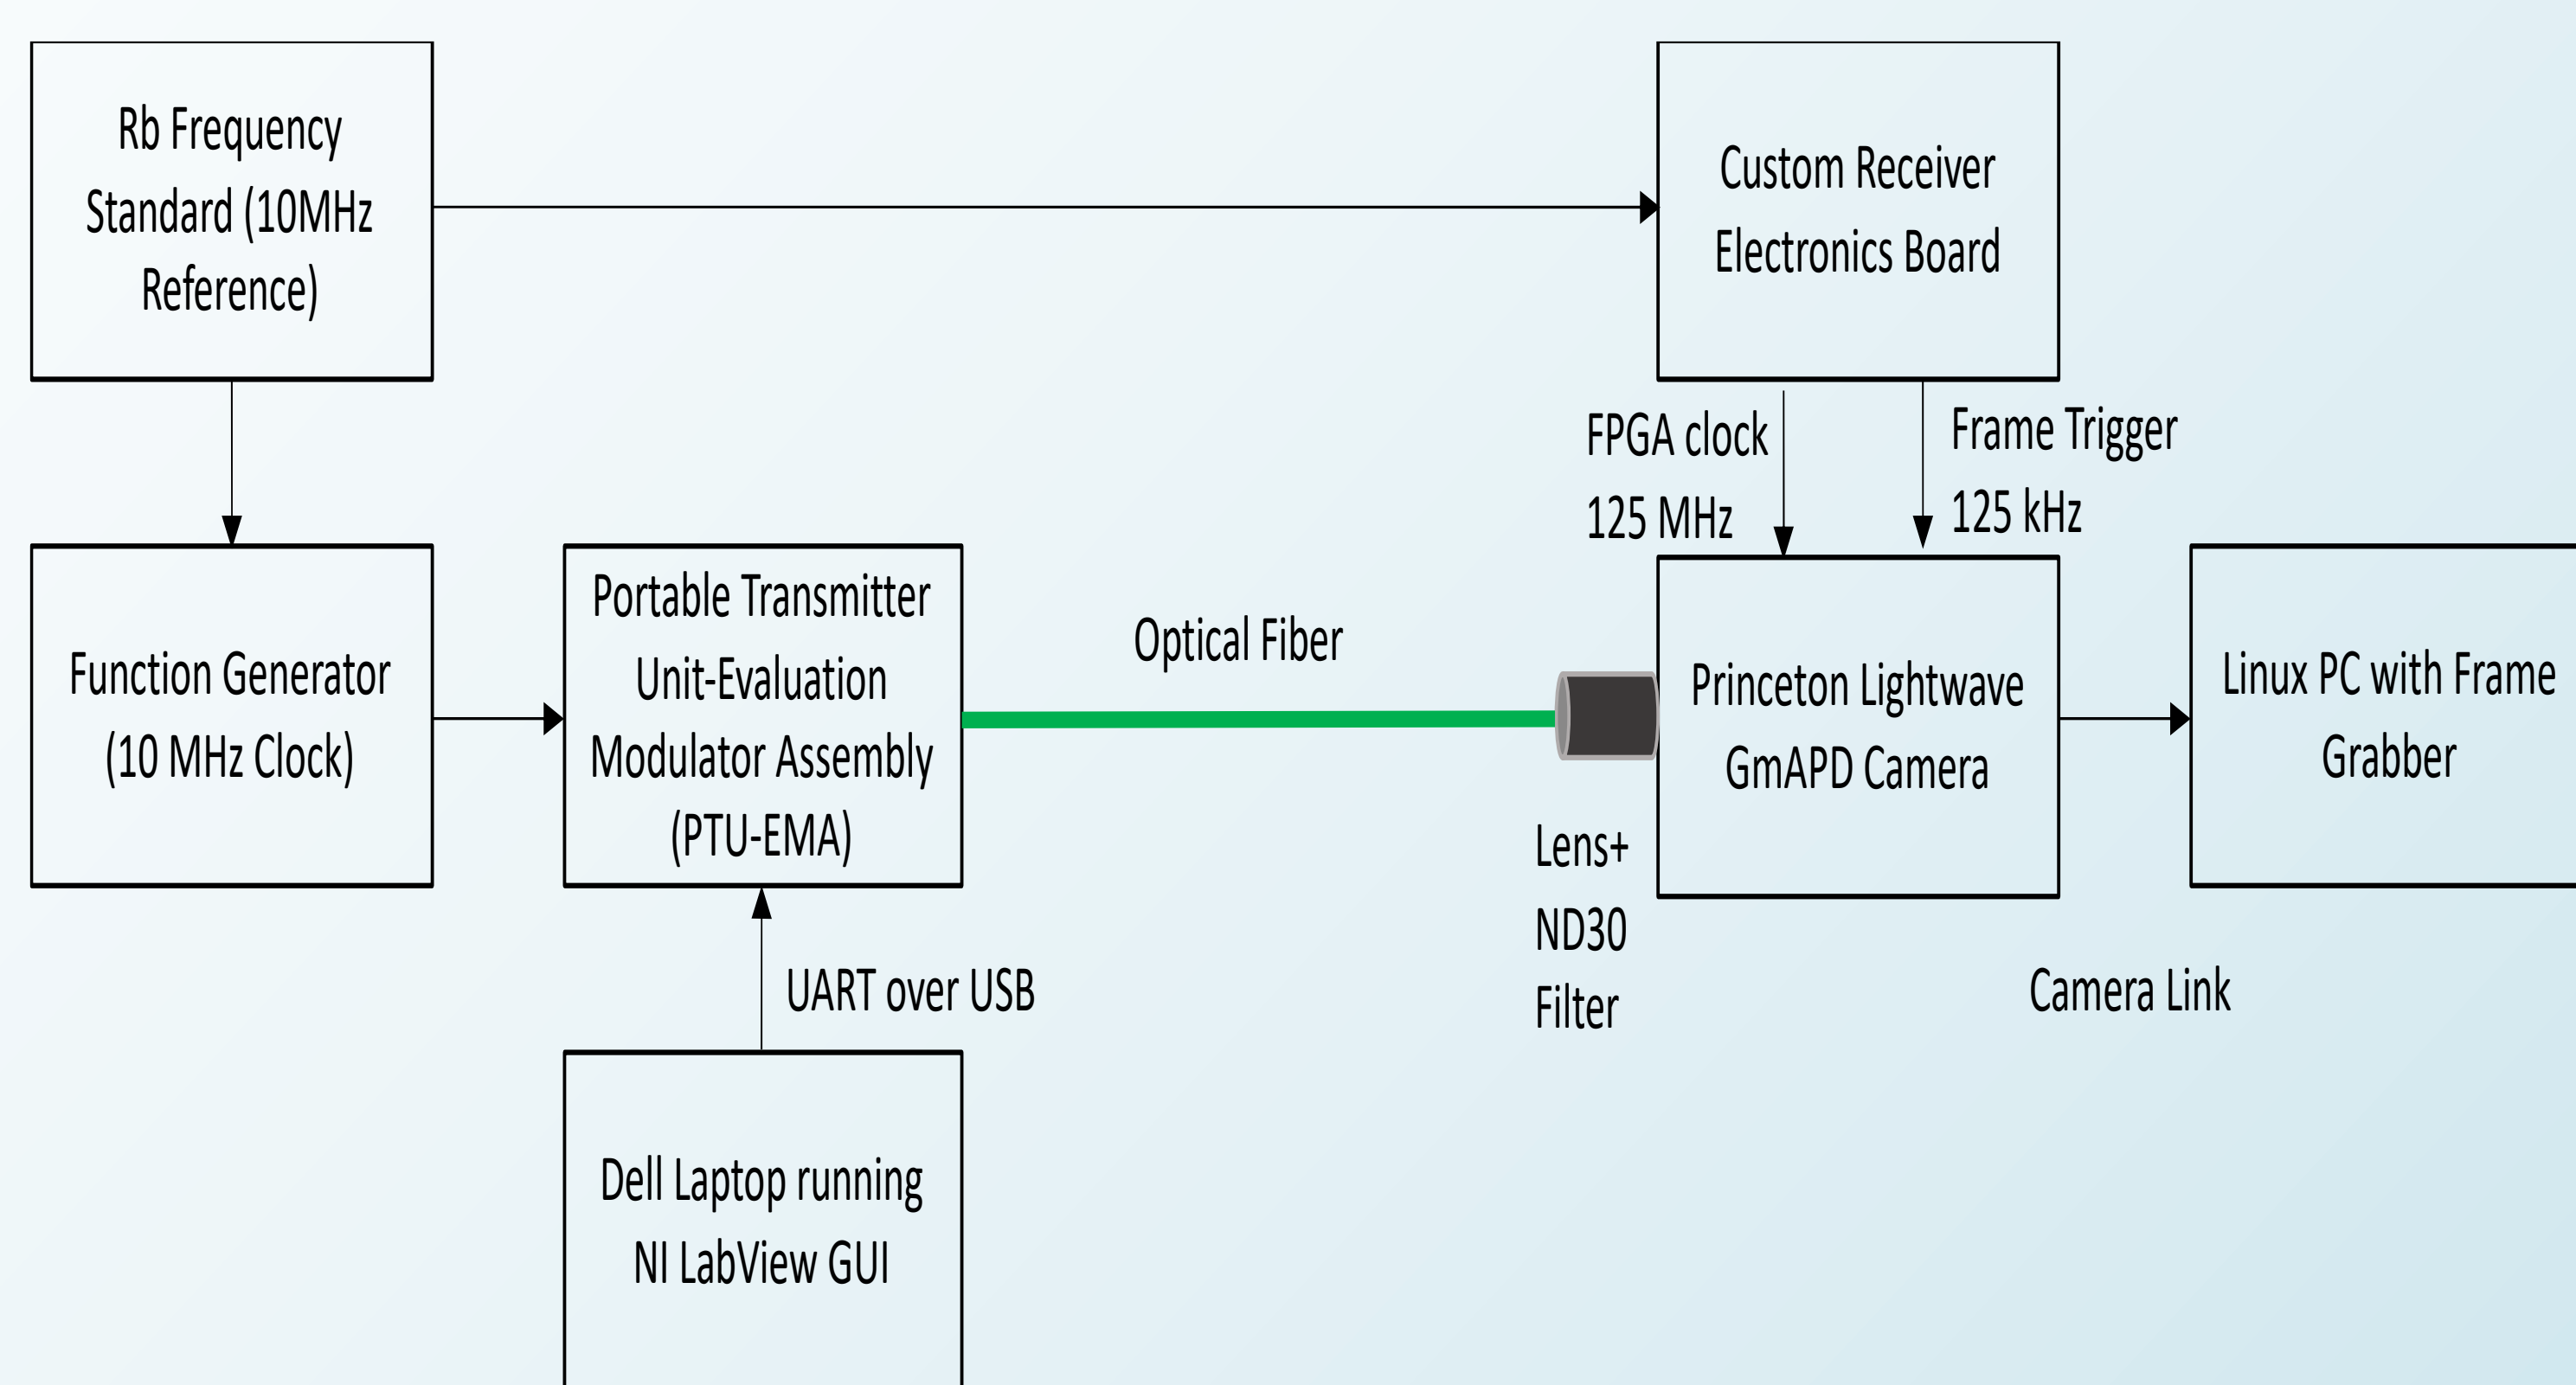 Rb Frequency
Standard (10MHz
Reference)
Custom Receiver
Electronics Board
FPGA clock
125 MHz
Frame Trigger
125 kHz
Function Generator
(10 MHz Clock)
Portable Transmitter
Unit-Evaluation
Modulator Assembly
(PTU-EMA)
Optical Fiber
Princeton Lightwave
GmAPD Camera
Linux PC with Frame
Grabber
Lens+
ND30
Filter
UART over USB
Camera Link
Dell Laptop running
NI LabView GUI